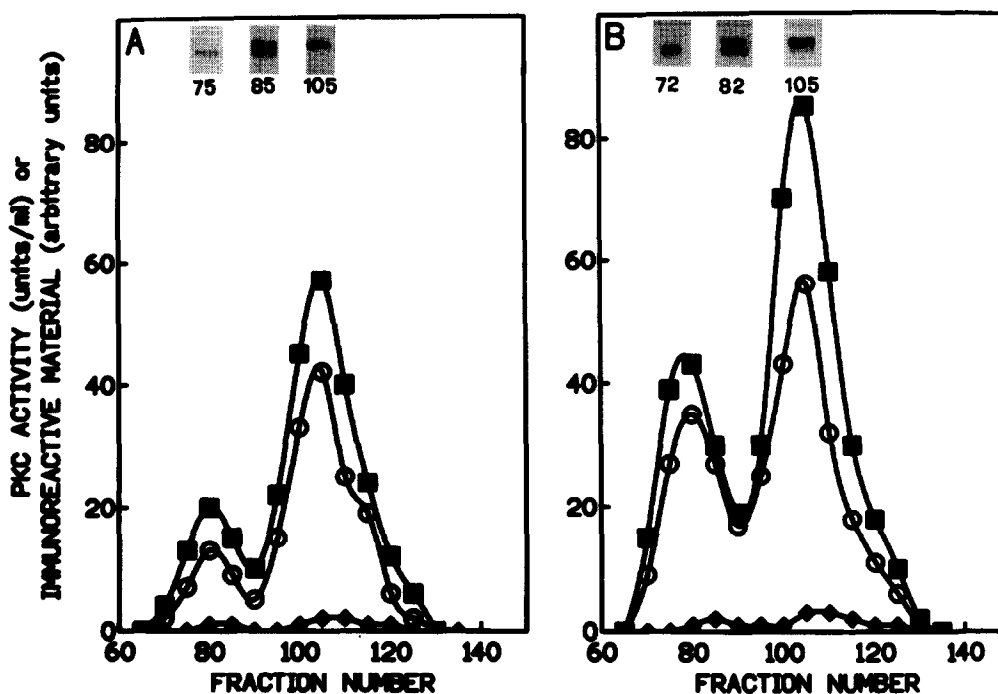 A
75 85 105
B
72 82 105
PKC ACTIVITY (units/ml) or
IMMUNOREACTIVE MATERIAL (arbitrary units)
80
60
40
20
0
60 80 100 120 140
FRACTION NUMBER
80
60
40
20
0
60 80 100 120 140
FRACTION NUMBER